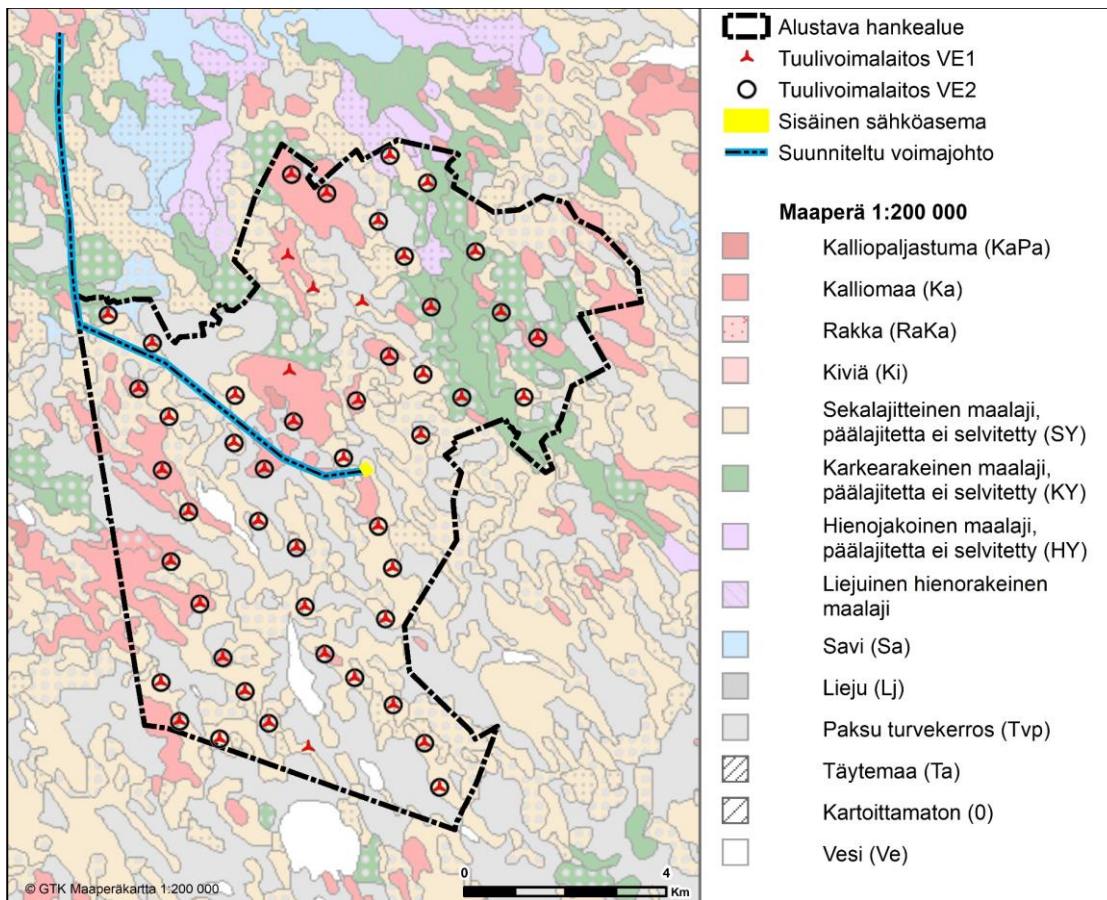 Alustava hankealue
Tuulivoimalaitos VE1
Tuulivoimalaitos VE2
Sisäinen sähköasema
Suunniteltu voimajohto
Maaperä 1:200 000
Kalliopaljastuma (KaPa)
Kalliomaa (Ka)
Rakka (RaKa)
Kiviä (Ki)
Sekalajitteinen maalaji,
päälajitetta ei selvitetty (SY)
Karkearakeinen maalaji,
päälajitetta ei selvitetty (KY)
Hienojakoinen maalaji,
päälajitetta ei selvitetty (HY)
Liejuinen hienorakeinen
maalaji
Savi (Sa)
Lieju (Lj)
Paksu turvekerros (Tvp)
Täytemaa (Ta)
Kartoittamaton (0)
Vesi (Ve)
© GTK Maaperäkartta 1:200 000
0 4
Km